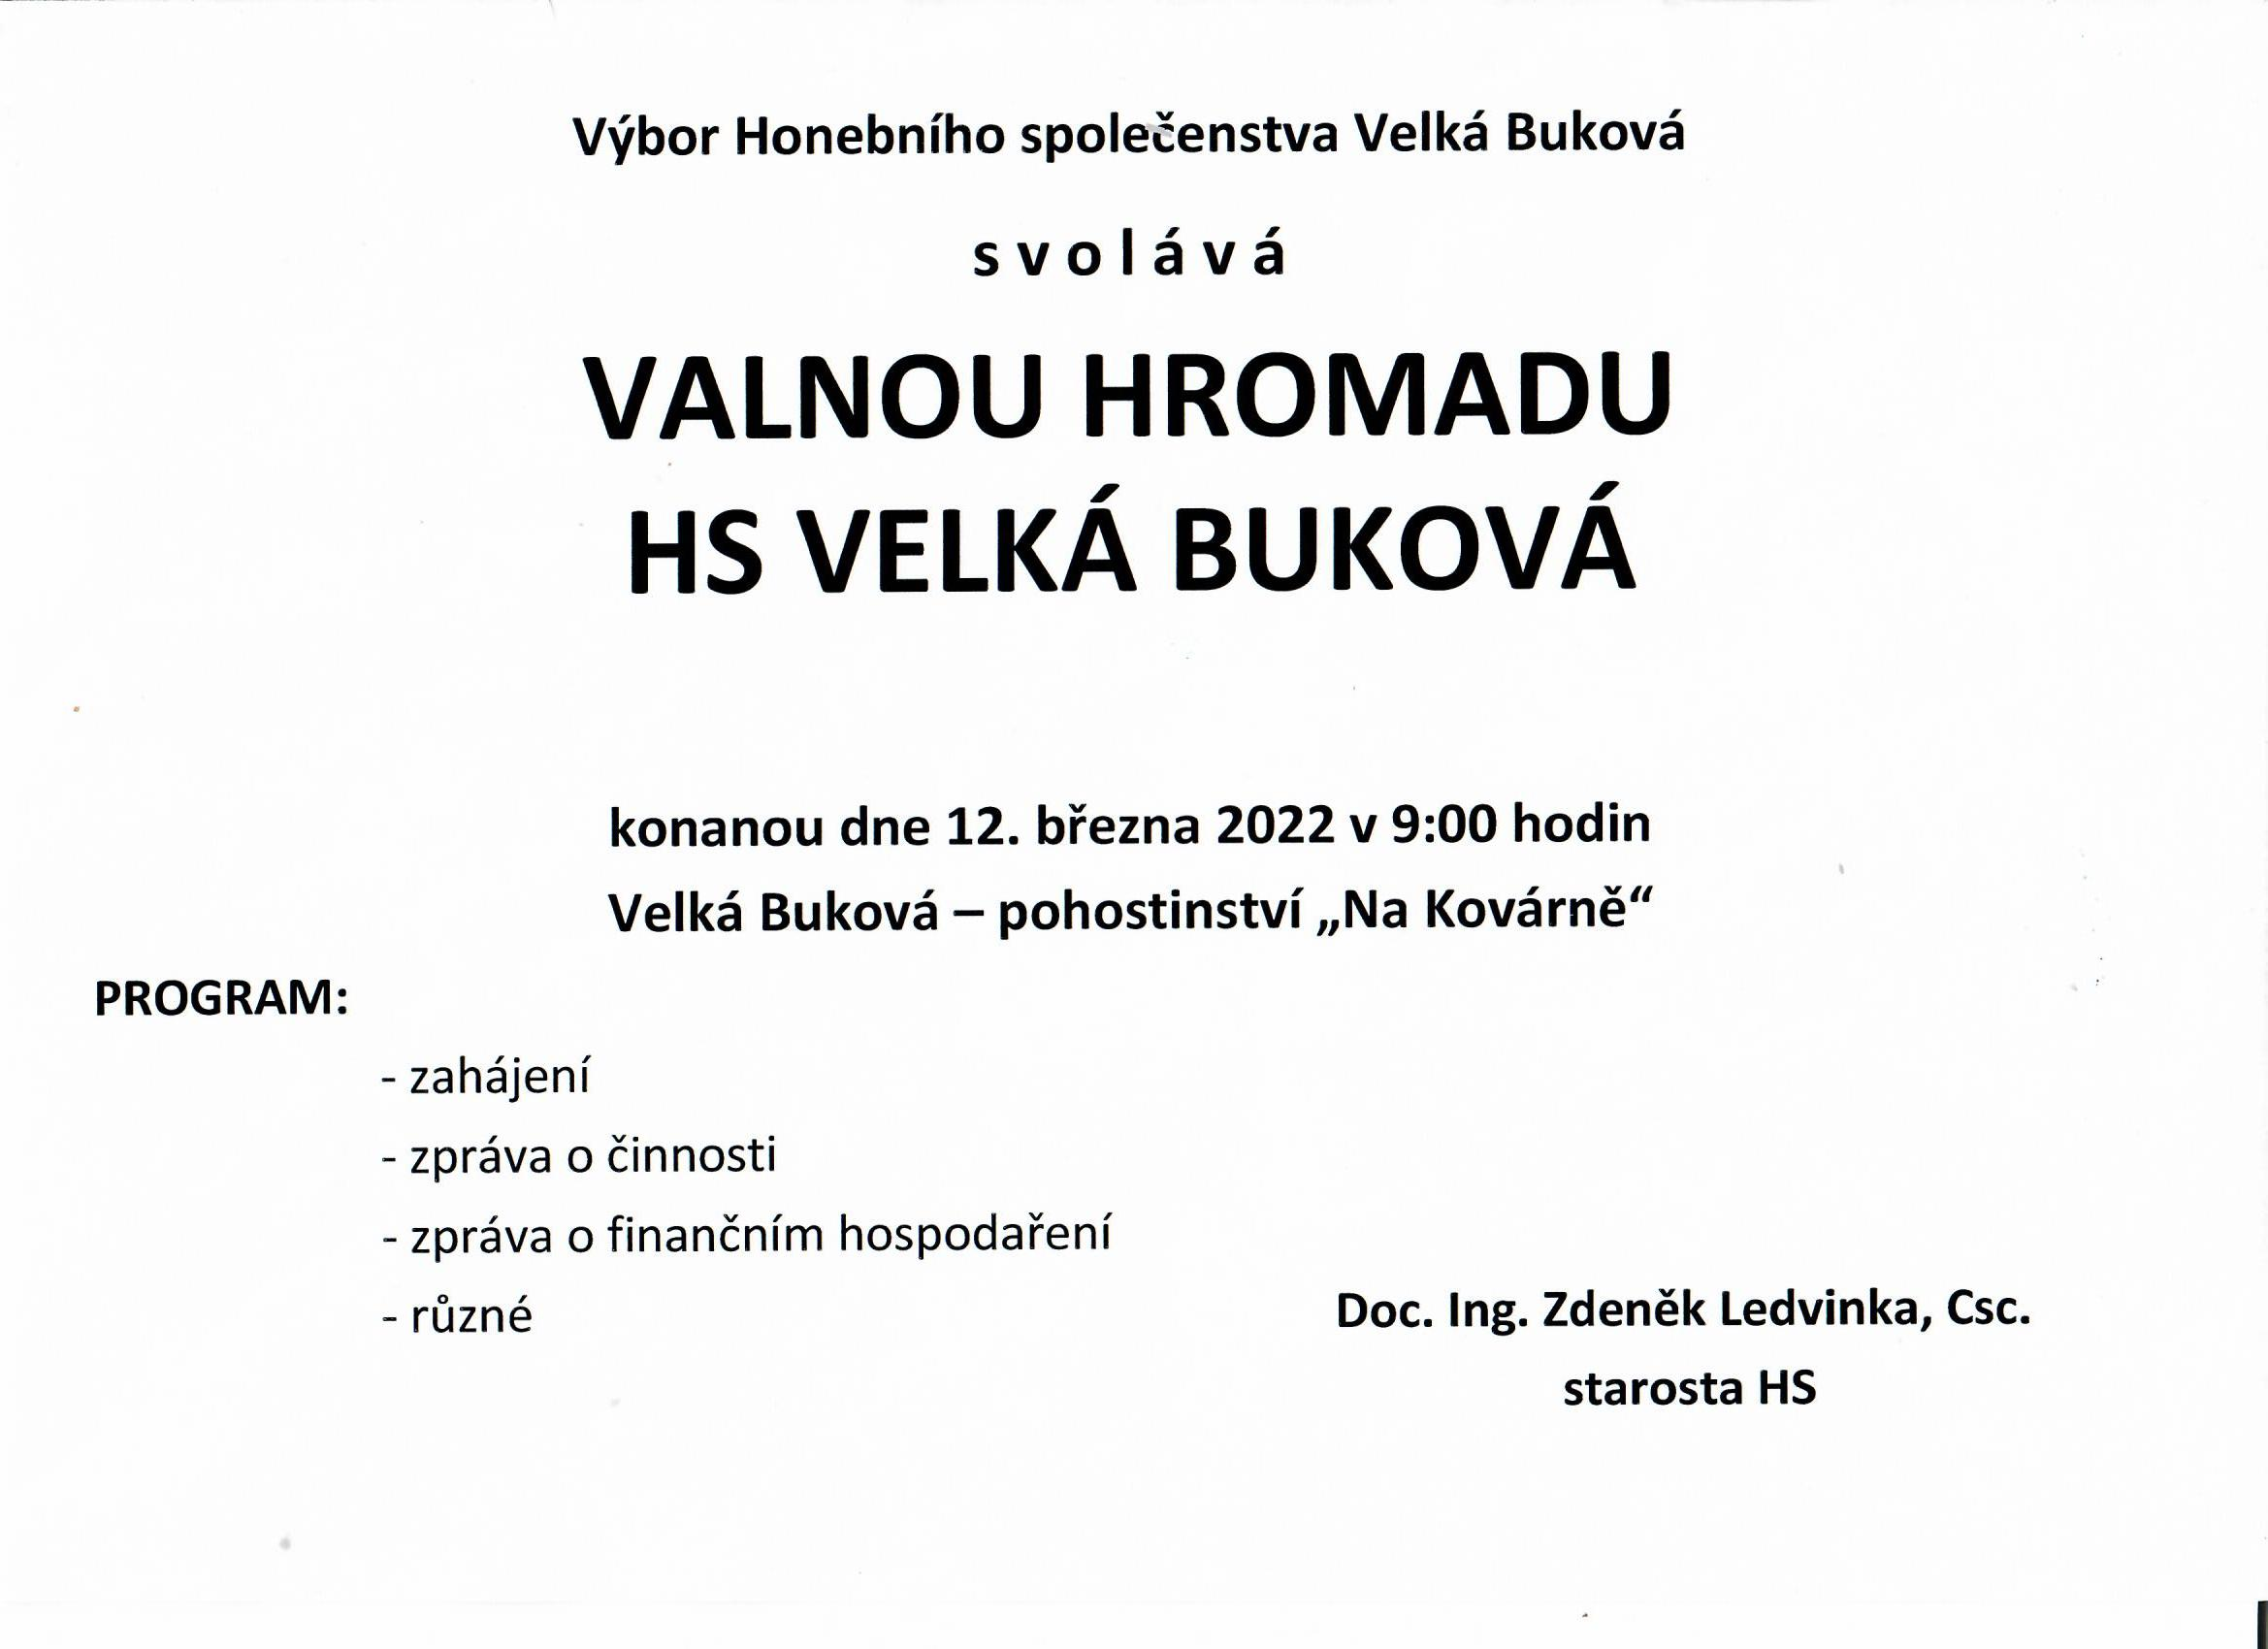 Výbor Honebního společenstva Velká Buková
svolává
VALNOU HROMADU
HS VELKÁ BUKOVÁ
konanou dne 12. března 2022 v 9:00 hodin
Velká Buková – pohostinství „Na Kovárně“
PROGRAM:
- zahájení
- zpráva o činnosti
- zpráva o finančním hospodaření
- různé
Doc. Ing. Zdeněk Ledvinka, Csc.
starosta HS